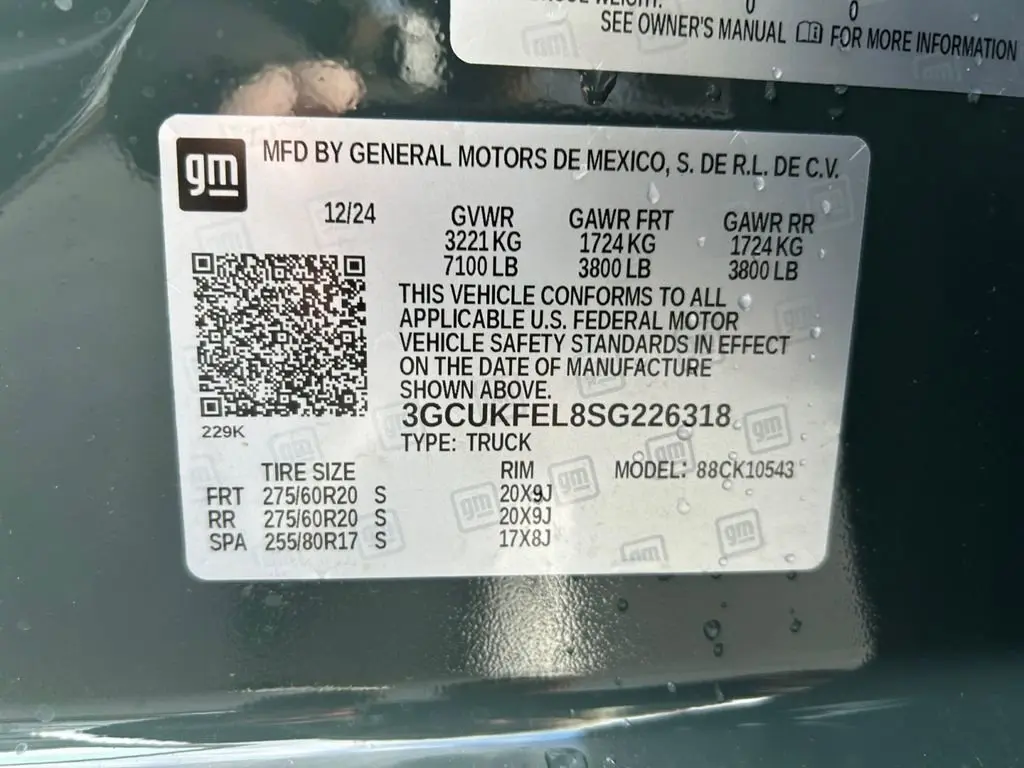 0 0
SEE OWNER'S MANUAL FOR MORE INFORMATION
gm MFD BY GENERAL MOTORS DE MEXICO, S. DE R.L. DE C.V.
12/24 GVWR GAWR FRT GAWR RR
3221 KG 1724 KG 1724 KG
7100 LB 3800 LB 3800 LB
THIS VEHICLE CONFORMS TO ALL
APPLICABLE U.S. FEDERAL MOTOR
VEHICLE SAFETY STANDARDS IN EFFECT
ON THE DATE OF MANUFACTURE
SHOWN ABOVE.
3GCUKFEL8SG226318
229K
TYPE: TRUCK
TIRE SIZE RIM MODEL: 88CK10543
FRT 275/60R20 S 20X9J
RR 275/60R20 S 20X9J
SPA 255/80R17 S 17X8J